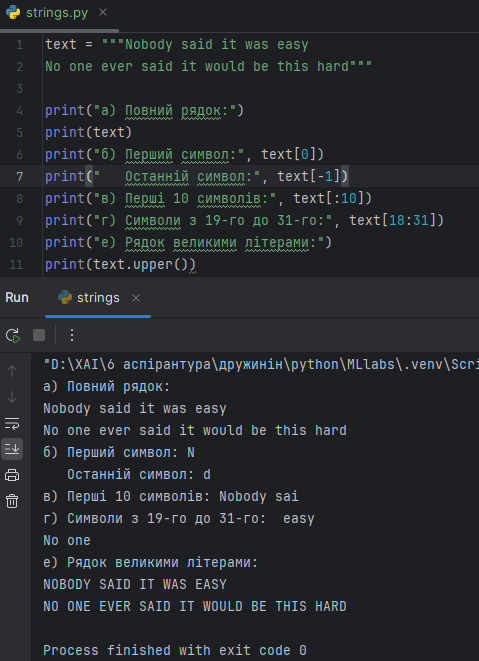 strings.py ×
1 text = """Nobody said it was easy
2 No one ever said it would be this hard"""
3
4 print("а) Повний рядок:")
5 print(text)
6 print("б) Перший символ:", text[0])
7 print("   Останній символ:", text[-1])
8 print("в) Перші 10 символів:", text[:10])
9 print("г) Символи з 19-го до 31-го:", text[18:31])
10 print("е) Рядок великими літерами:")
11 print(text.upper())
Run strings ×
"D:\XAI\6 аспірантура\дружинін\python\MLlabs\.venv\Scri
а) Повний рядок:
Nobody said it was easy
No one ever said it would be this hard
б) Перший символ: N
   Останній символ: d
в) Перші 10 символів: Nobody sai
г) Символи з 19-го до 31-го:  easy
No one
е) Рядок великими літерами:
NOBODY SAID IT WAS EASY
NO ONE EVER SAID IT WOULD BE THIS HARD
Process finished with exit code 0